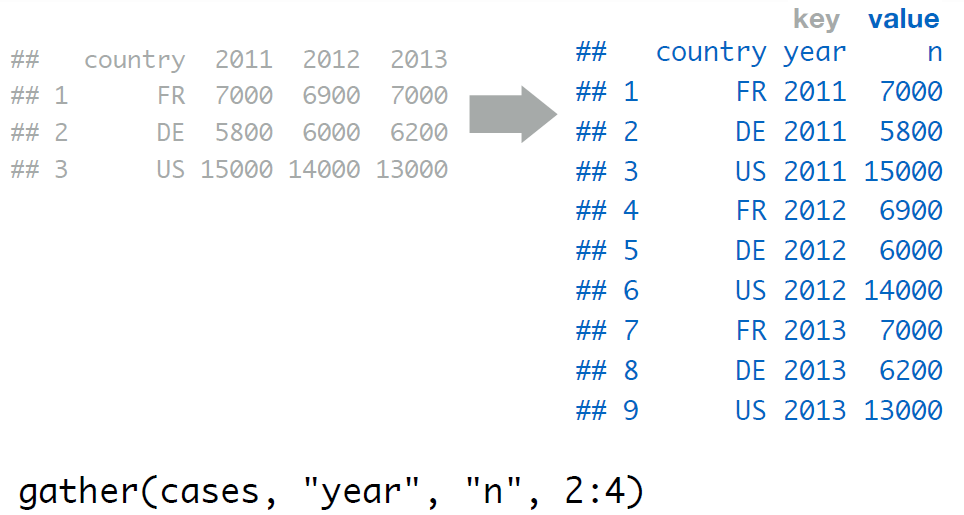 ##   country  2011  2012  2013
## 1      FR  7000  6900  7000
## 2      DE  5800  6000  6200
## 3      US 15000 14000 13000
key value
##   country year     n
## 1      FR 2011  7000
## 2      DE 2011  5800
## 3      US 2011 15000
## 4      FR 2012  6900
## 5      DE 2012  6000
## 6      US 2012 14000
## 7      FR 2013  7000
## 8      DE 2013  6200
## 9      US 2013 13000
gather(cases, "year", "n", 2:4)